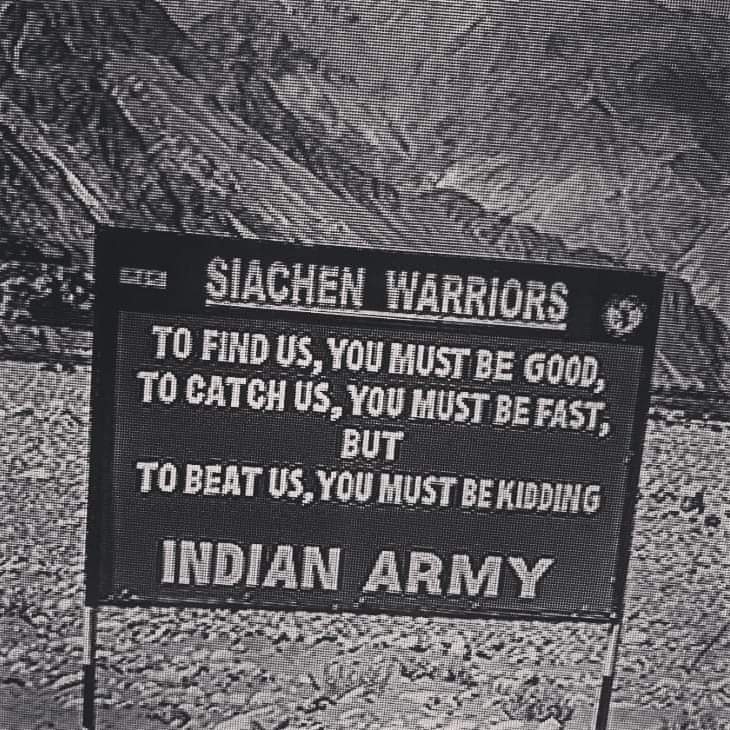 SIACHEN WARRIORS
TO FIND US, YOU MUST BE GOOD,
TO CATCH US, YOU MUST BE FAST,
BUT
TO BEAT US, YOU MUST BE KIDDING
INDIAN ARMY